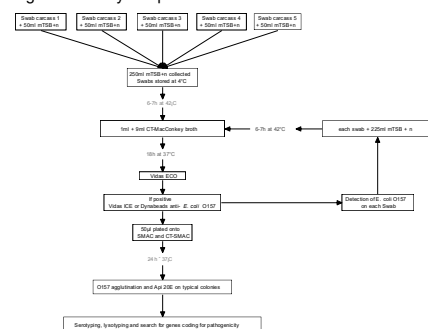 Swab carcass 1
+ 50ml mTSB+n
Swab carcass 2
+ 50ml mTSB+n
Swab carcass 3
+ 50ml mTSB+n
Swab carcass 4
+ 50ml mTSB+n
Swab carcass 5
+ 50ml mTSB+n
250ml mTSB+n collected
Swabs stored at 4°C
6-7h at 42¡C
1ml + 9ml CT-MacConkey broth
6-7h at 42°C
each swab + 225ml mTSB + n
18h at 37°C
Vidas ECO
If positive
Vidas ICE or Dynabeads anti- E. coli O157
Detection of E. coli O157
on each Swab
50µl plated onto
SMAC and CT-SMAC
24 h 37¡C
O157 agglutination and Api 20E on typical colonies
Serotyping, lysotyping and search for genes coding for pathogenicity